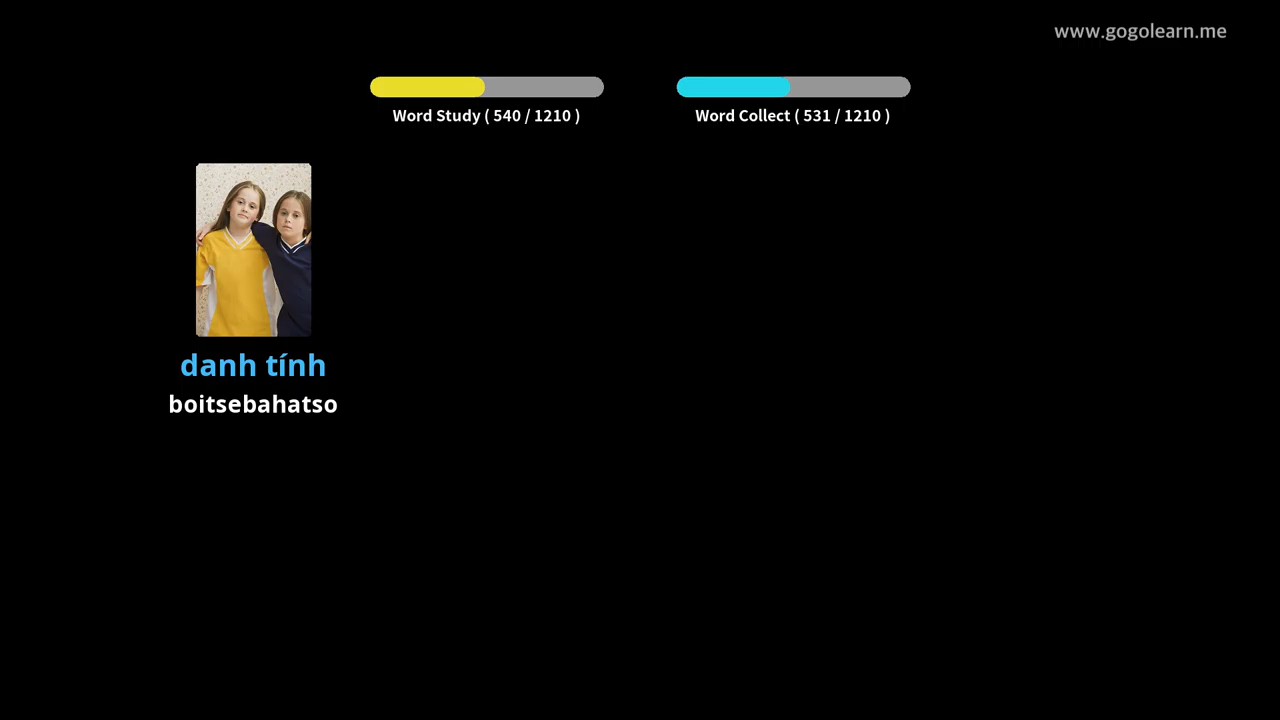 www.gogolearn.me
Word Study ( 540 / 1210 )
Word Collect ( 531 / 1210 )
danh tính
boitsebahatso